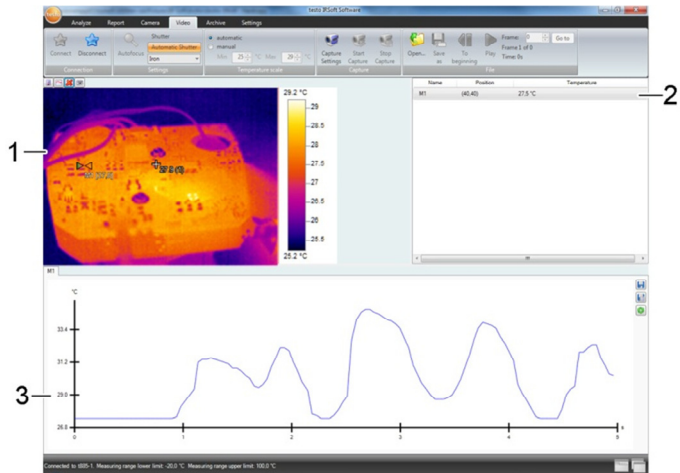 testo IRSoft Software
Analyze Report Camera Video Archive Settings
Shutter
Automatic Shutter
Iron
automatic
manual
Min 25 °C Max 29 °C
Connect Disconnect Autofocus
Capture Settings Start Capture Stop Capture
Open... Save as To beginning Play
Frame: 0 Go to
Frame 1 of 0
Time: 0s
Connection Settings Temperature scale Capture File
Name Position Temperature
M1 (40,40) 27,5 °C
2
1
29.2 °C
29
28.5
28
27.5
27
26.5
26
25.2 °C
M1
°C
33.4
31.2
29.0
26.8
3
0 1 2 3 4 5
s
Connected to t885-1 Measuring range lower limit -20,0 °C Measuring range upper limit 100,0 °C